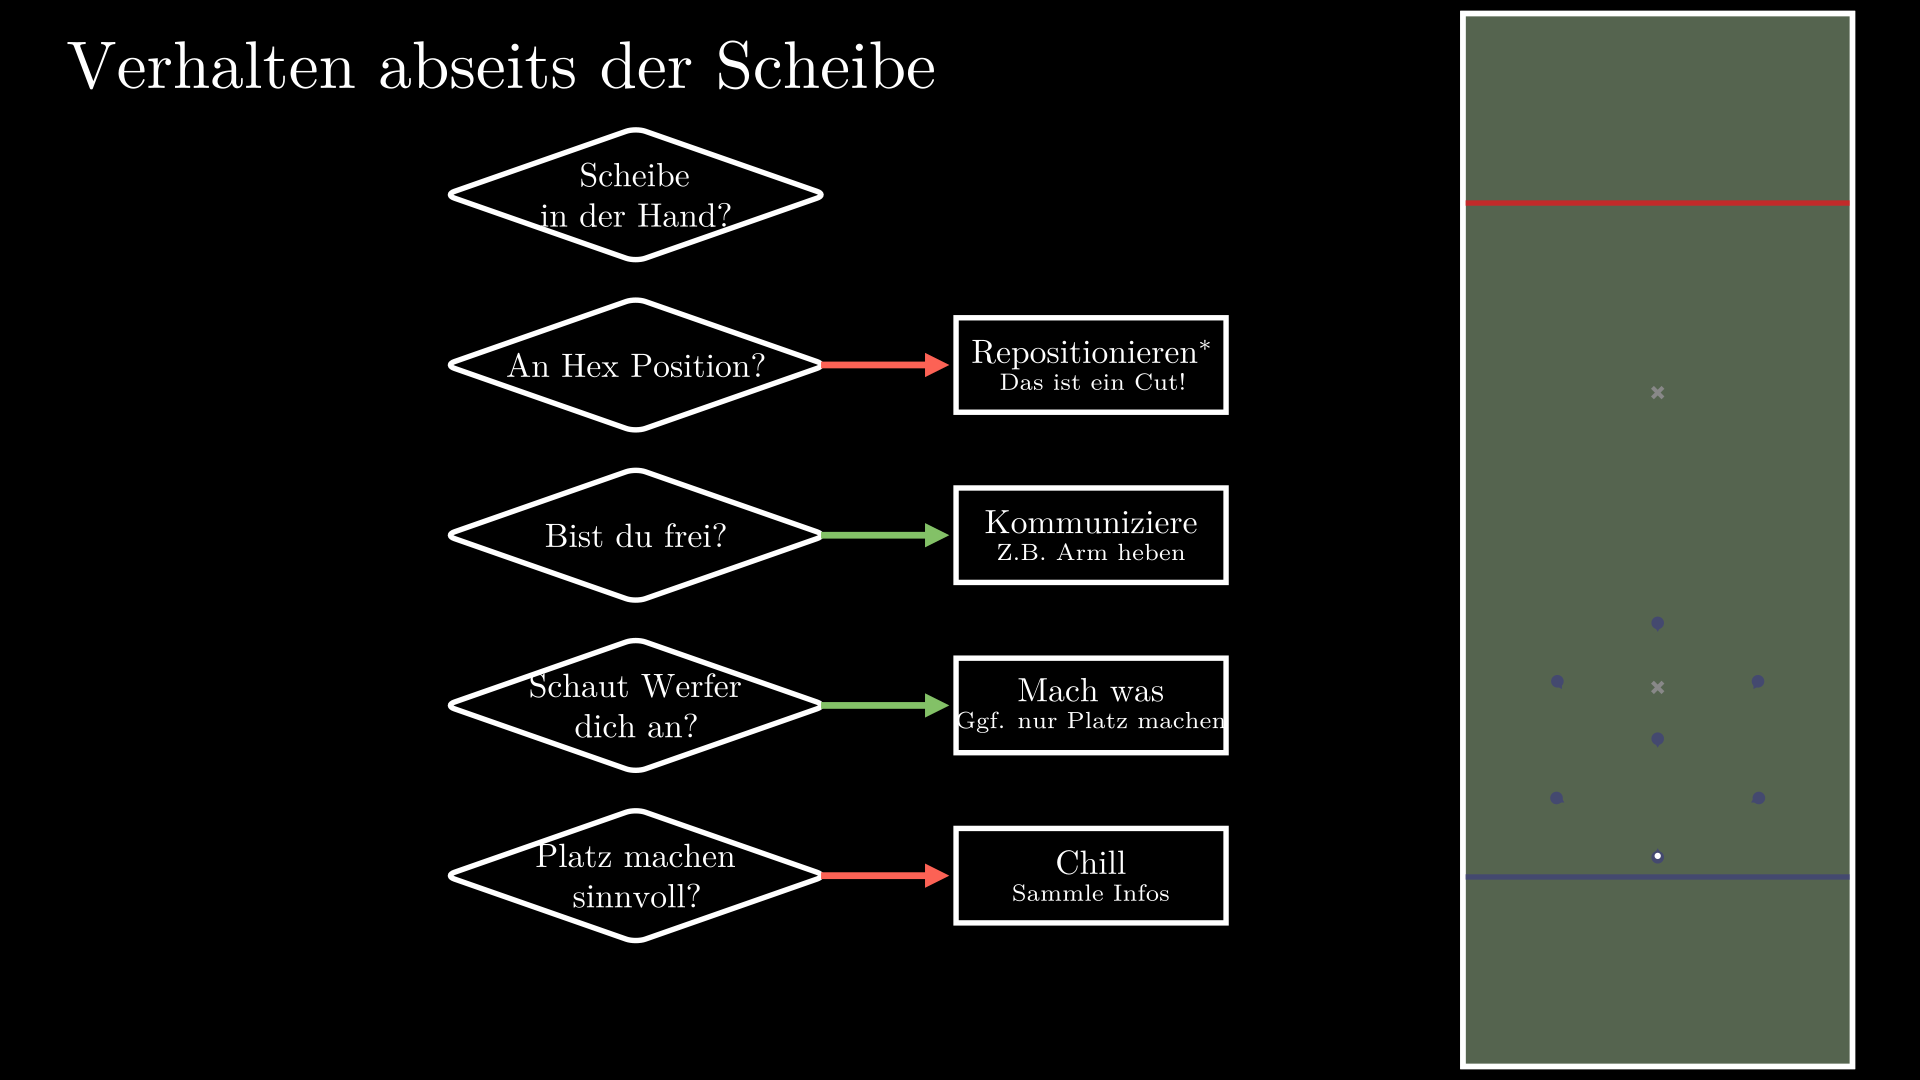 Verhalten abseits der Scheibe
Scheibe
in der Hand?
An Hex Position?
Repositionieren*
Das ist ein Cut!
Bist du frei?
Kommuniziere
Z.B. Arm heben
Schaut Werfer
dich an?
Mach was
Ggf. nur Platz machen
Platz machen
sinnvoll?
Chill
Sammle Infos